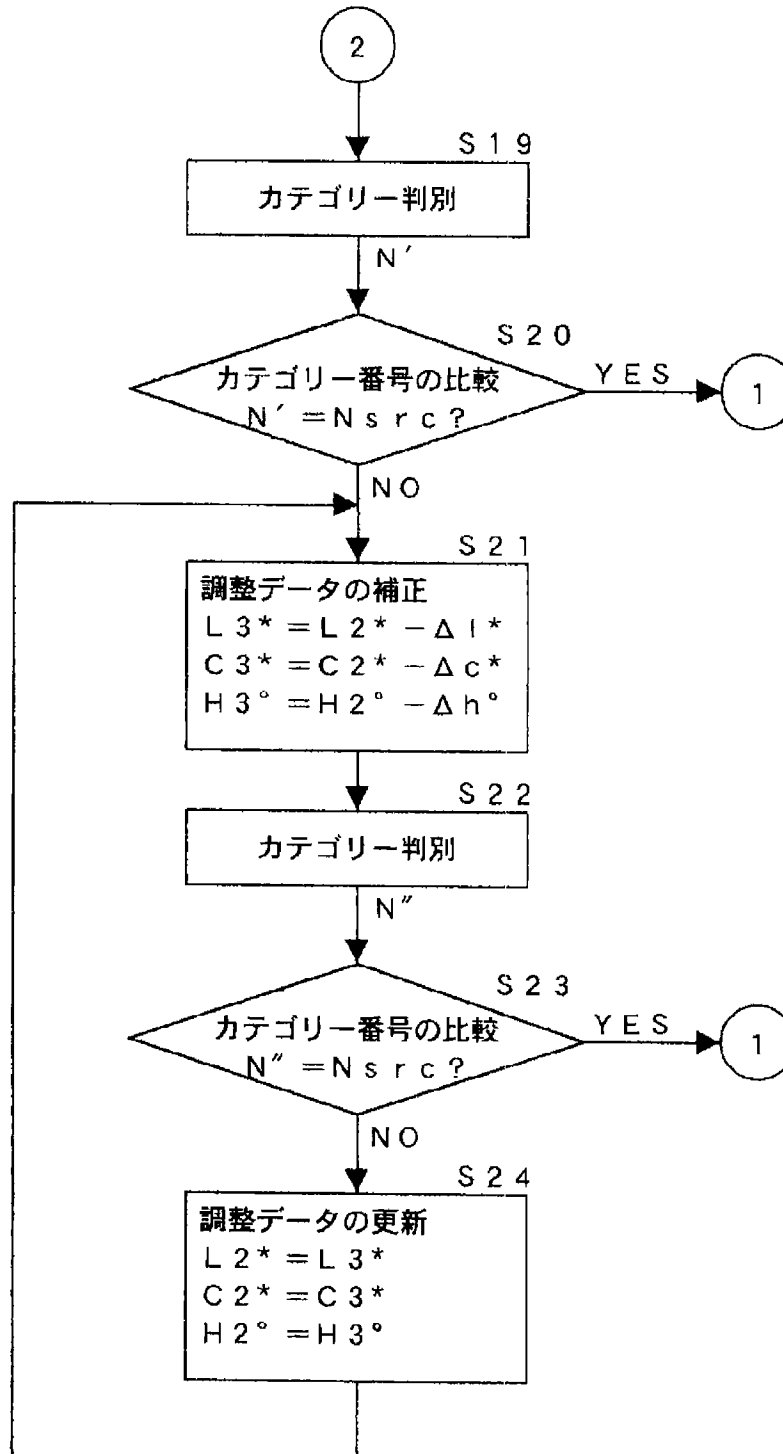 2
S19
カテゴリー判別
N′
S20
カテゴリー番号の比較
N′=Nsrc?
YES
1
NO
S21
調整データの補正
L3*=L2*-Δl*
C3*=C2*-Δc*
H3°=H2°-Δh°
S22
カテゴリー判別
N″
S23
カテゴリー番号の比較
N″=Nsrc?
YES
1
NO
S24
調整データの更新
L2*=L3*
C2*=C3*
H2°=H3°